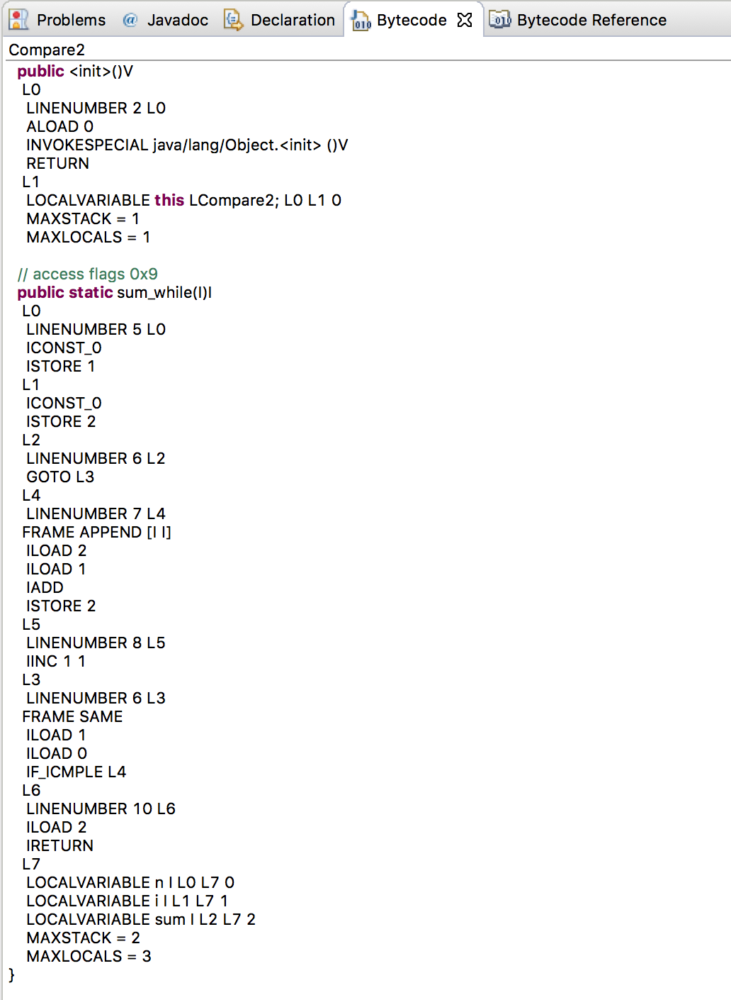 Problems @ Javadoc Declaration Bytecode Bytecode Reference
Compare2
public <init>()V
L0
LINENUMBER 2 L0
ALOAD 0
INVOKESPECIAL java/lang/Object.<init> ()V
RETURN
L1
LOCALVARIABLE this LCompare2; L0 L1 0
MAXSTACK = 1
MAXLOCALS = 1
// access flags 0x9
public static sum_while(I)I
L0
LINENUMBER 5 L0
ICONST_0
ISTORE 1
L1
ICONST_0
ISTORE 2
L2
LINENUMBER 6 L2
GOTO L3
L4
LINENUMBER 7 L4
FRAME APPEND [I I]
ILOAD 2
ILOAD 1
IADD
ISTORE 2
L5
LINENUMBER 8 L5
IINC 1 1
L3
LINENUMBER 6 L3
FRAME SAME
ILOAD 1
ILOAD 0
IF_ICMPLE L4
L6
LINENUMBER 10 L6
ILOAD 2
IRETURN
L7
LOCALVARIABLE n I L0 L7 0
LOCALVARIABLE i I L1 L7 1
LOCALVARIABLE sum I L2 L7 2
MAXSTACK = 2
MAXLOCALS = 3
}